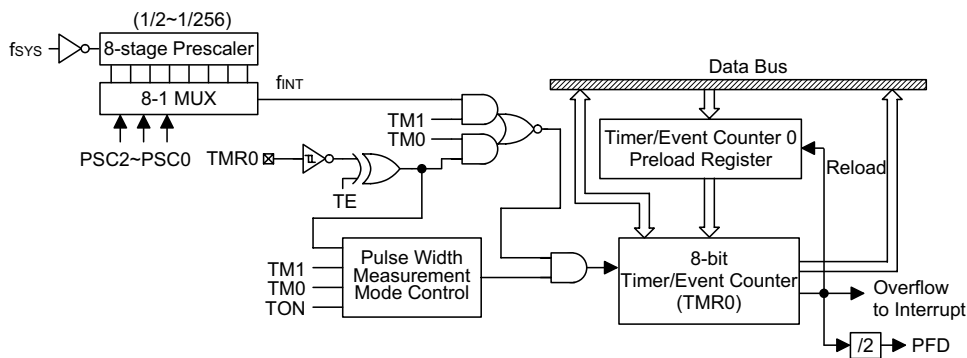 (1/2~1/256)
fSYS
8-stage Prescaler
8-1 MUX
fINT
PSC2~PSC0
TMR0
TE
TM1
TM0
TM1
TM0
TON
Pulse Width
Measurement
Mode Control
Data Bus
Timer/Event Counter 0
Preload Register
Reload
8-bit
Timer/Event Counter
(TMR0)
Overflow
to Interrupt
/2
PFD